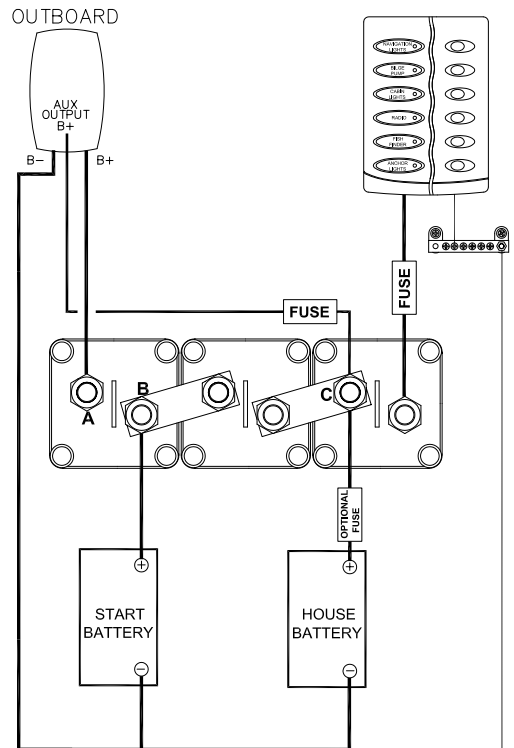 OUTBOARD
AUX
OUTPUT
B+
B-
B+
NAVIGATION
LIGHTS
BILGE
PUMP
CABIN
LIGHTS
RADIO
FISH
FINDER
ANCHOR
LIGHTS
FUSE
FUSE
A
B
C
OPTIONAL
FUSE
+
START
BATTERY
-
+
HOUSE
BATTERY
-